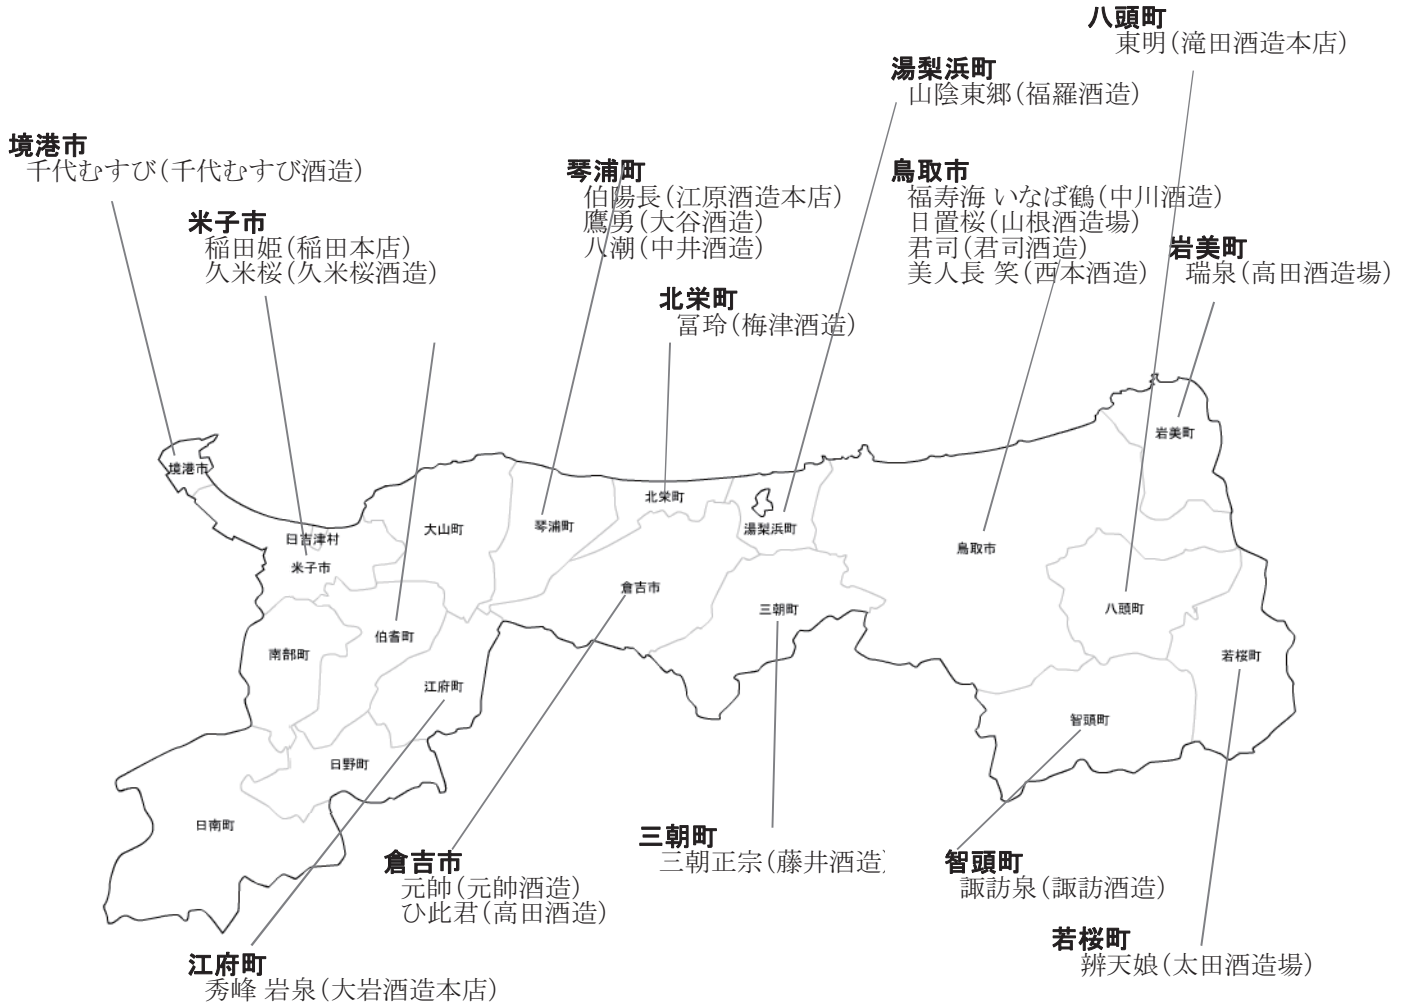 八頭町
東明(滝田酒造本店)
湯梨浜町
山陰東郷(福羅酒造)
境港市
千代むすび(千代むすび酒造)
米子市
稲田姫(稲田本店)
久米桜(久米桜酒造)
琴浦町
伯陽長(江原酒造本店)
鷹勇(大谷酒造)
八潮(中井酒造)
北栄町
冨玲(梅津酒造)
鳥取市
福寿海 いなば鶴(中川酒造)
日置桜(山根酒造場)
君司(君司酒造)
美人長 笑(西本酒造)
岩美町
瑞泉(高田酒造場)
境港市
日吉津村
米子市
大山町
琴浦町
北栄町
湯梨浜町
鳥取市
岩美町
南部町
伯耆町
江府町
倉吉市
三朝町
八頭町
若桜町
智頭町
日野町
日南町
倉吉市
元帥(元帥酒造)
ひ此君(高田酒造)
江府町
秀峰 岩泉(大岩酒造本店)
三朝町
三朝正宗(藤井酒造)
智頭町
諏訪泉(諏訪酒造)
若桜町
辨天娘(太田酒造場)